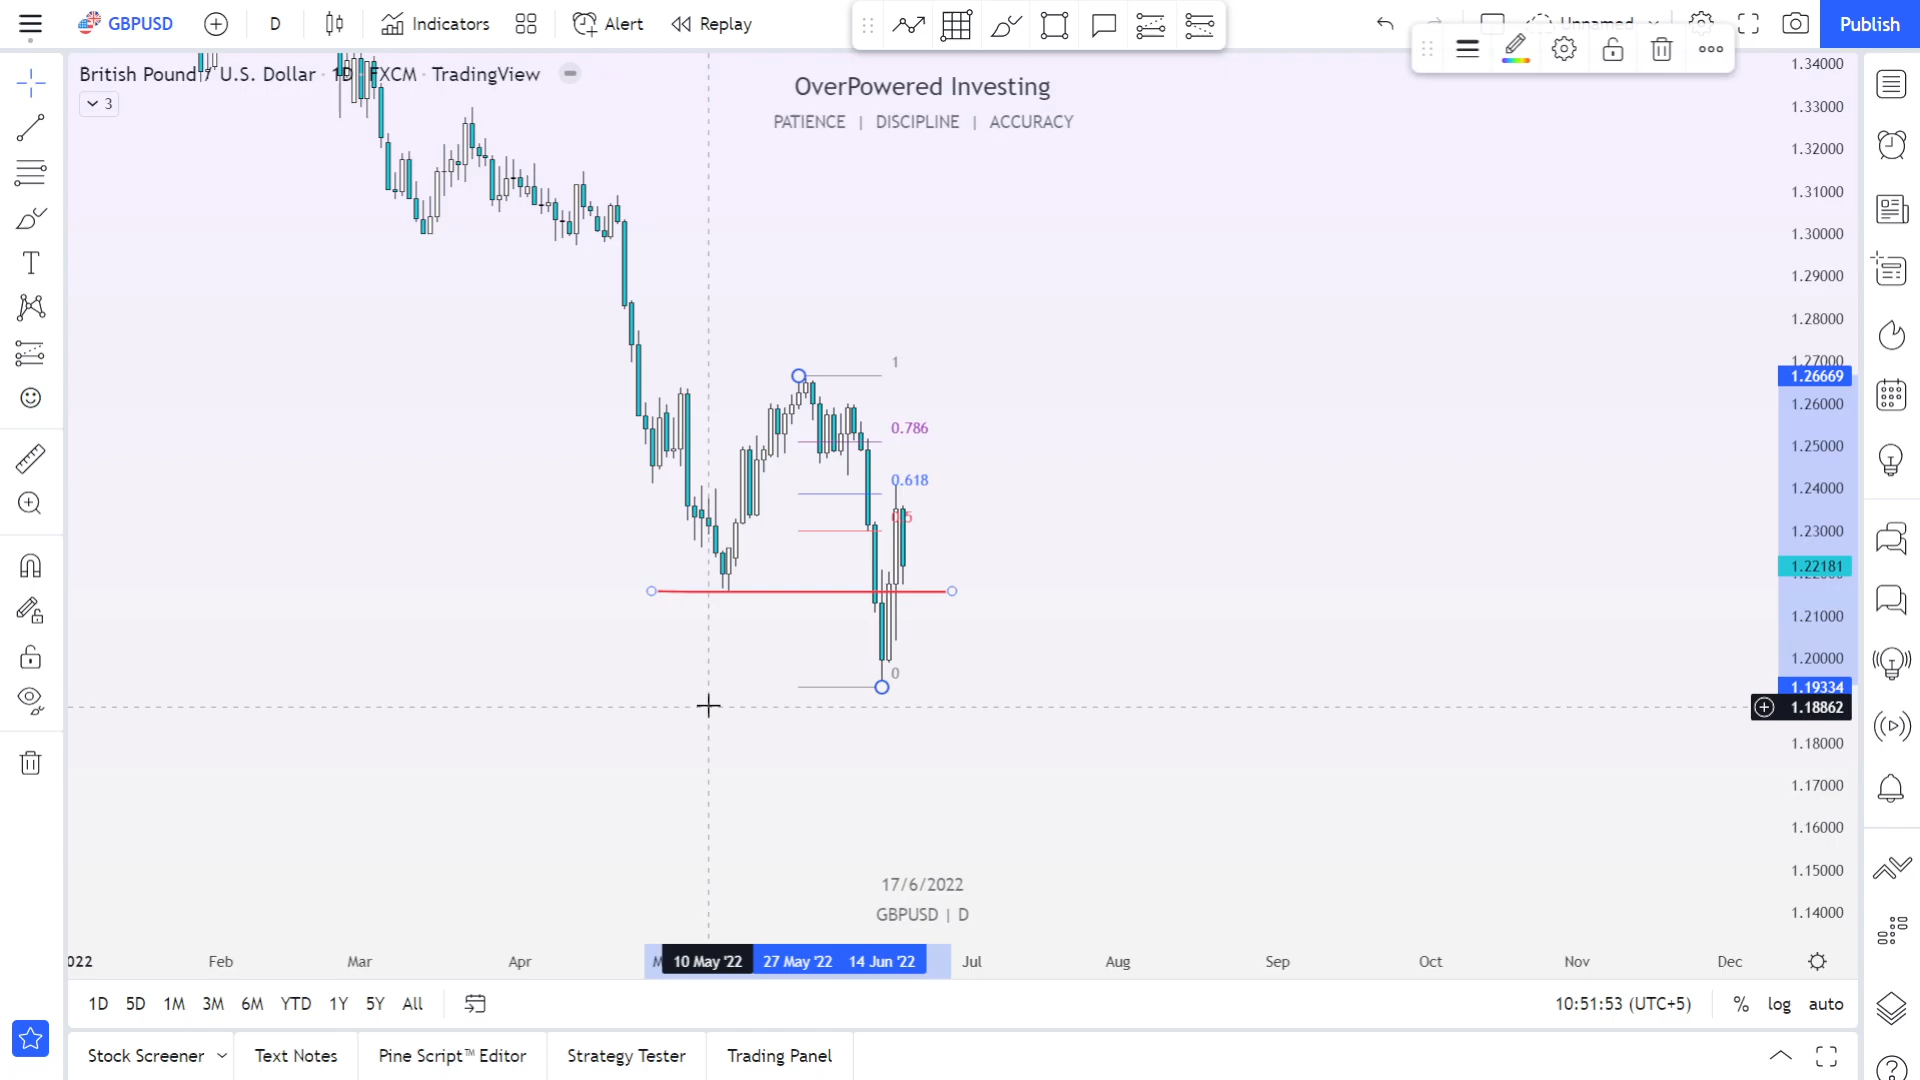 GBPUSD
D
Indicators
Alert
Replay
Unnamed
Publish
British Pound / U.S. Dollar · 1D · FXCM · TradingView
3
OverPowered Investing
PATIENCE | DISCIPLINE | ACCURACY
1
0.786
0.618
0.5
0
1.34000
1.33000
1.32000
1.31000
1.30000
1.29000
1.28000
1.27000
1.26669
1.26000
1.25000
1.24000
1.23000
1.22181
1.21000
1.20000
1.19334
1.18862
1.18000
1.17000
1.16000
1.15000
1.14000
17/6/2022
GBPUSD | D
022 Feb Mar Apr M 10 May '22 27 May '22 14 Jun '22 Jul Aug Sep Oct Nov Dec
1D 5D 1M 3M 6M YTD 1Y 5Y All
10:51:53 (UTC+5) % log auto
Stock Screener Text Notes Pine Script™ Editor Strategy Tester Trading Panel